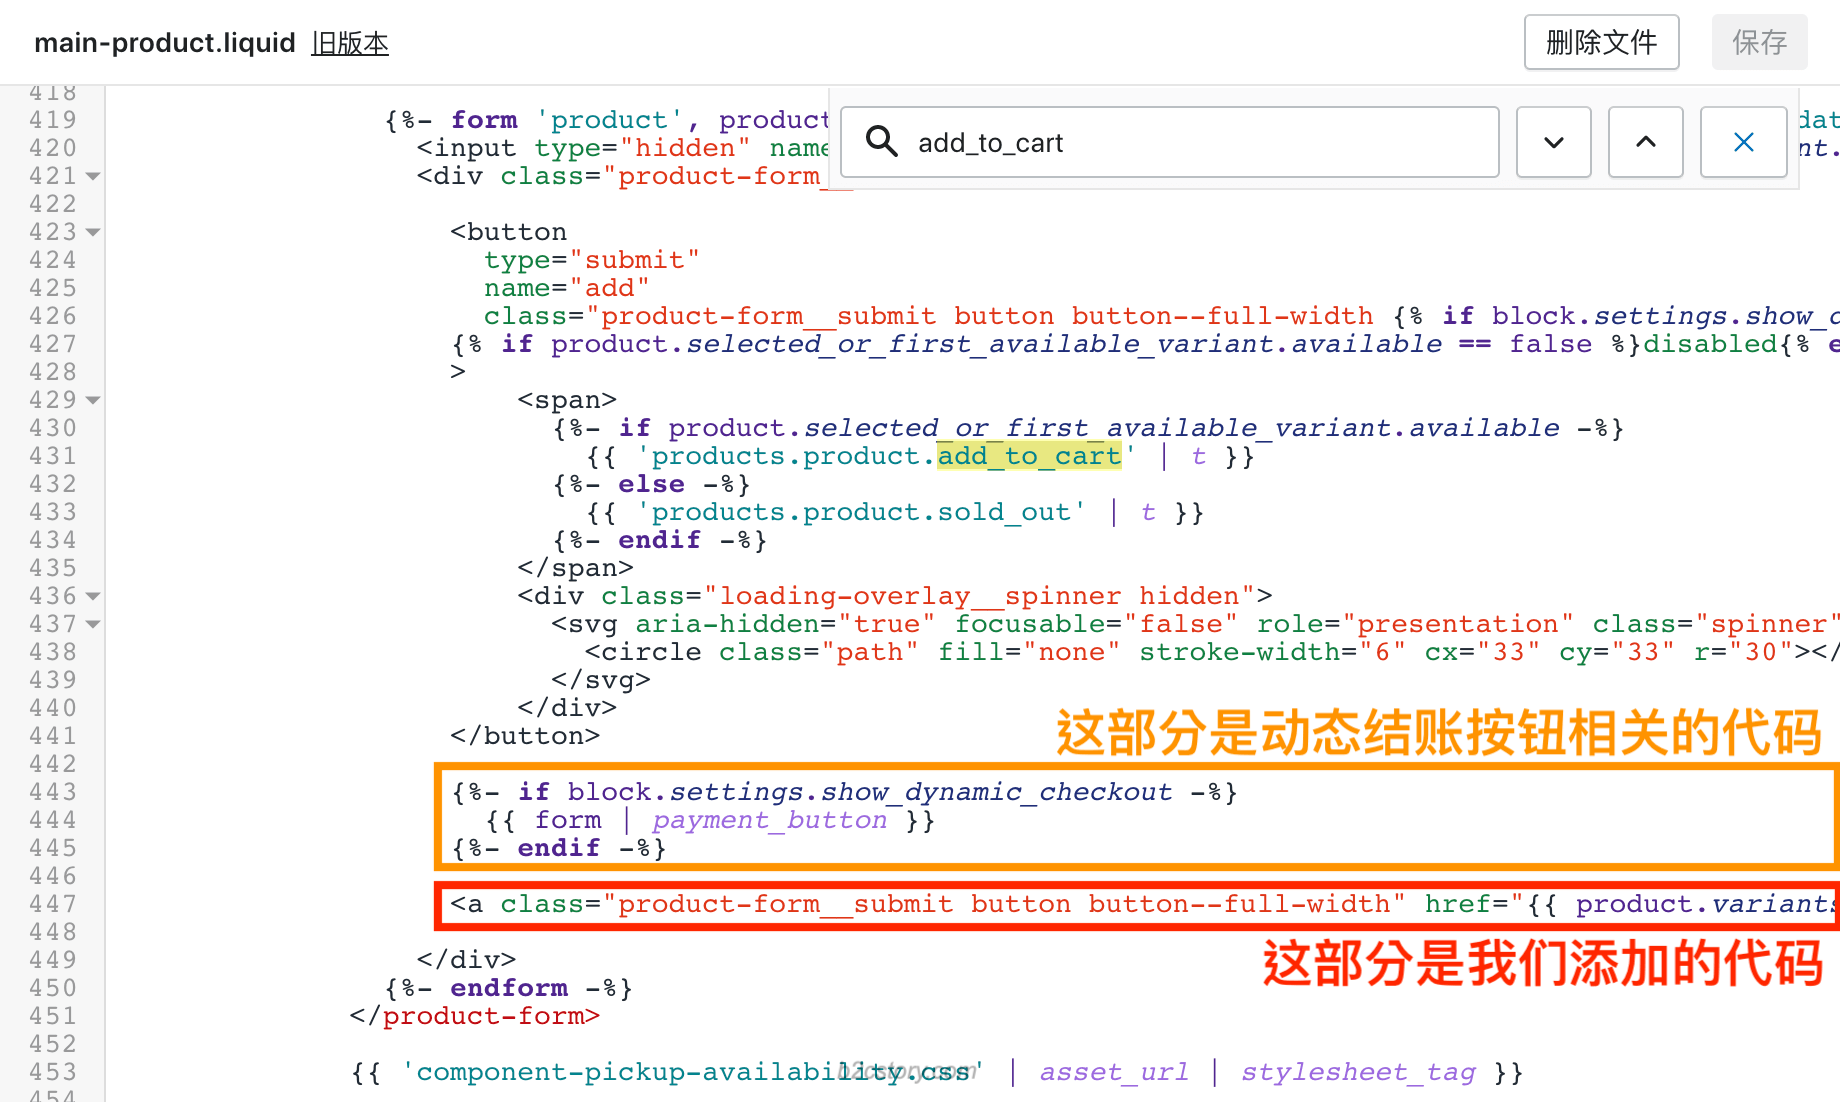 main-product.liquid 旧版本 删除文件 保存
add_to_cart
418
419 {%- form 'product', product dat
420 <input type="hidden" name nt.
421 <div class="product-form__
422
423 <button
424 type="submit"
425 name="add"
426 class="product-form__submit button button--full-width {% if block.settings.show_
427 {% if product.selected_or_first_available_variant.available == false %}disabled{% e
428 >
429 <span>
430 {%- if product.selected_or_first_available_variant.available -%}
431 {{ 'products.product.add_to_cart' | t }}
432 {%- else -%}
433 {{ 'products.product.sold_out' | t }}
434 {%- endif -%}
435 </span>
436 <div class="loading-overlay__spinner hidden">
437 <svg aria-hidden="true" focusable="false" role="presentation" class="spinner"
438 <circle class="path" fill="none" stroke-width="6" cx="33" cy="33" r="30"></
439 </svg>
440 </div>
441 </button>
这部分是动态结账按钮相关的代码
442
443 {%- if block.settings.show_dynamic_checkout -%}
444 {{ form | payment_button }}
445 {%- endif -%}
446
447 <a class="product-form__submit button button--full-width" href="{{ product.variants
448
这部分是我们添加的代码
449 </div>
450 {%- endform -%}
451 </product-form>
452
453 {{ 'component-pickup-availability.css' | asset_url | stylesheet_tag }}
b2cstory.com
454